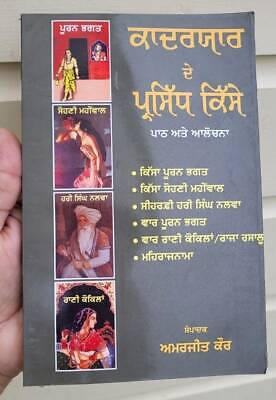 ਪੂਰਨ ਭਗਤ
ਸੋਹਣੀ ਮਹੀਂਵਾਲ
ਹਰੀ ਸਿੰਘ ਨਲਵਾ
ਰਾਣੀ ਕੋਕਿਲਾਂ
ਕਾਦਰਯਾਰ
ਦੇ
ਪ੍ਰਸਿੱਧ ਕਿੱਸੇ
ਪਾਠ ਅਤੇ ਆਲੋਚਨਾ
• ਕਿੱਸਾ ਪੂਰਨ ਭਗਤ
• ਕਿੱਸਾ ਸੋਹਣੀ ਮਹੀਂਵਾਲ
• ਸੀਹਰਫ਼ੀ ਹਰੀ ਸਿੰਘ ਨਲਵਾ
• ਵਾਰ ਪੂਰਨ ਭਗਤ
• ਵਾਰ ਰਾਣੀ ਕੋਕਿਲਾਂ/ਰਾਜਾ ਰਸਾਲੂ
• ਮਹਿਰਾਜਨਾਮਾ
ਸੰਪਾਦਕ
ਅਮਰਜੀਤ ਕੌਰ